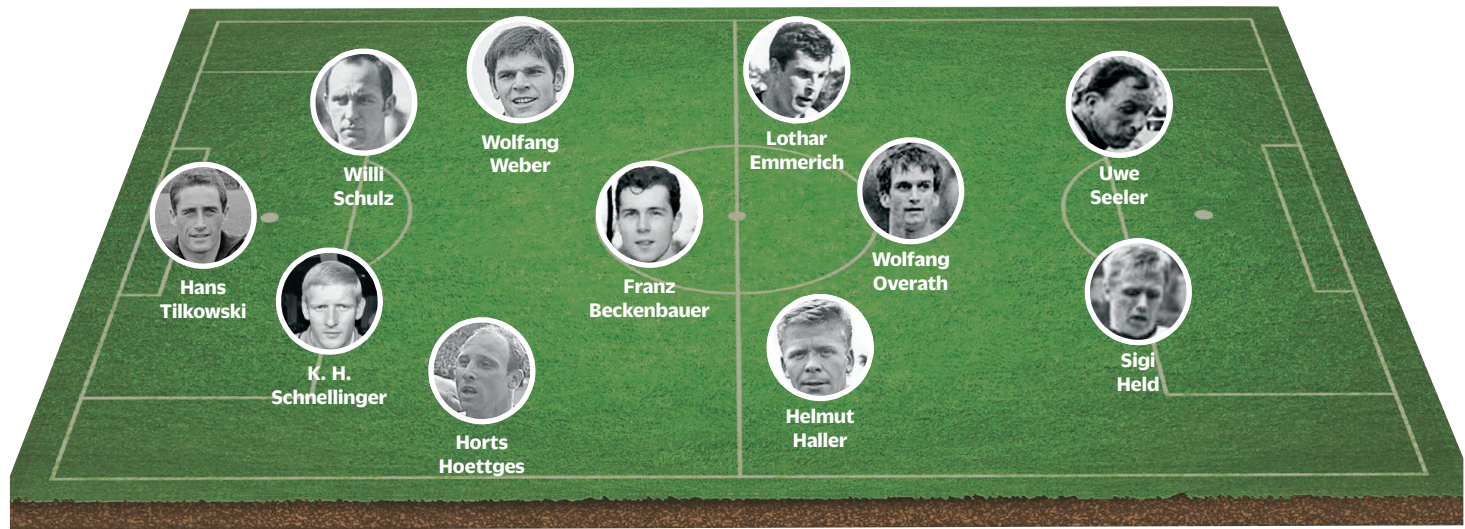 Hans
Tilkowski
Willi
Schulz
K. H.
Schnellinger
Wolfang
Weber
Horts
Hoettges
Franz
Beckenbauer
Lothar
Emmerich
Wolfang
Overath
Helmut
Haller
Uwe
Seeler
Sigi
Held